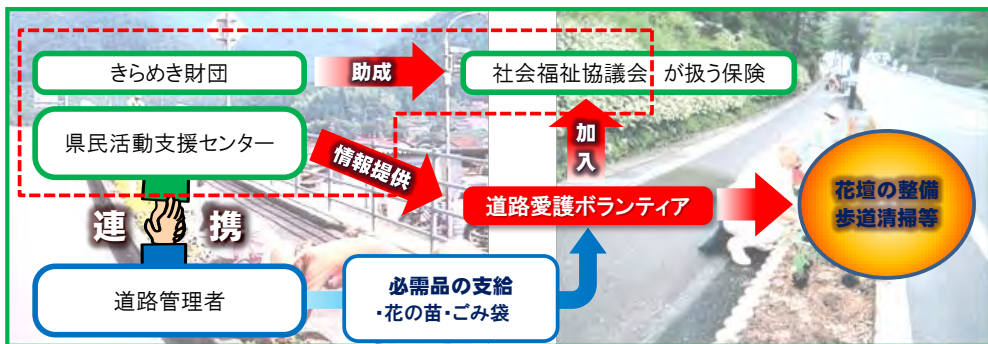 きらめき財団
助成
社会福祉協議会 が扱う保険
県民活動支援センター
情報提供
加入
道路愛護ボランティア
花壇の整備
歩道清掃等
連携
道路管理者
必需品の支給
・花の苗・ごみ袋